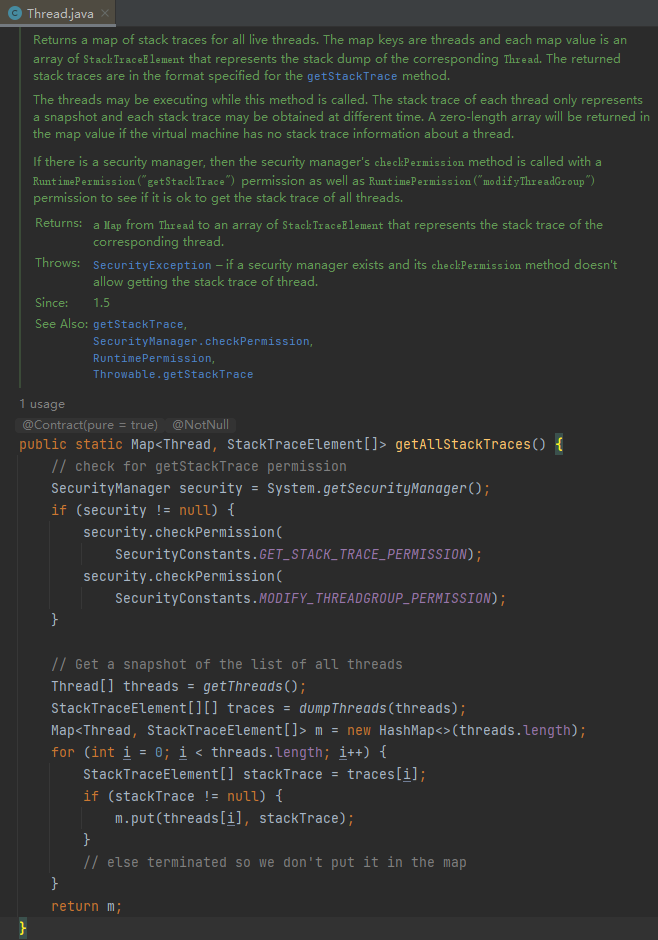 Thread.java
Returns a map of stack traces for all live threads. The map keys are threads and each map value is an
array of StackTraceElement that represents the stack dump of the corresponding Thread. The returned
stack traces are in the format specified for the getStackTrace method.
The threads may be executing while this method is called. The stack trace of each thread only represents
a snapshot and each stack trace may be obtained at different time. A zero-length array will be returned in
the map value if the virtual machine has no stack trace information about a thread.
If there is a security manager, then the security manager's checkPermission method is called with a
RuntimePermission("getStackTrace") permission as well as RuntimePermission("modifyThreadGroup")
permission to see if it is ok to get the stack trace of all threads.
Returns: a Map from Thread to an array of StackTraceElement that represents the stack trace of the
corresponding thread.
Throws: SecurityException – if a security manager exists and its checkPermission method doesn't
allow getting the stack trace of thread.
Since: 1.5
See Also: getStackTrace,
SecurityManager.checkPermission,
RuntimePermission,
Throwable.getStackTrace
1 usage
@Contract(pure = true) @NotNull
public static Map<Thread, StackTraceElement[]> getAllStackTraces() {
// check for getStackTrace permission
SecurityManager security = System.getSecurityManager();
if (security != null) {
security.checkPermission(
SecurityConstants.GET_STACK_TRACE_PERMISSION);
security.checkPermission(
SecurityConstants.MODIFY_THREADGROUP_PERMISSION);
}
// Get a snapshot of the list of all threads
Thread[] threads = getThreads();
StackTraceElement[][] traces = dumpThreads(threads);
Map<Thread, StackTraceElement[]> m = new HashMap<>(threads.length);
for (int i = 0; i < threads.length; i++) {
StackTraceElement[] stackTrace = traces[i];
if (stackTrace != null) {
m.put(threads[i], stackTrace);
}
// else terminated so we don't put it in the map
}
return m;
}